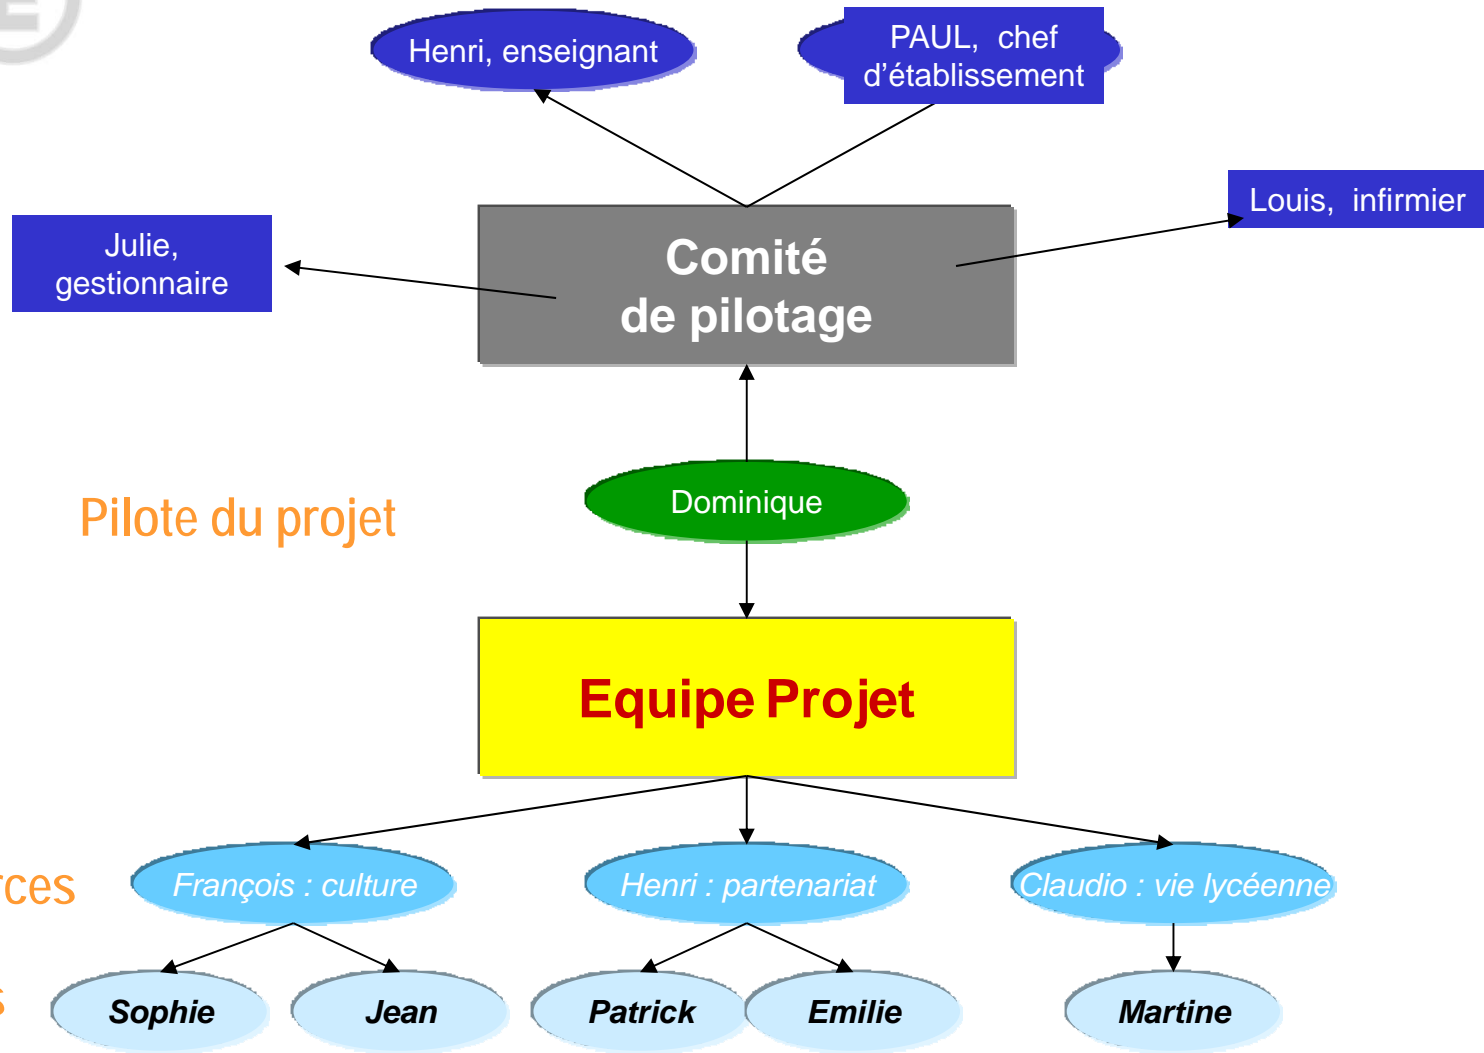 Henri, enseignant
PAUL, chef
d’établissement
Louis, infirmier
Julie,
gestionnaire
Comité
de pilotage
Pilote du projet
Dominique
Equipe Projet
François : culture
Henri : partenariat
Claudio : vie lycéenne
Sophie
Jean
Patrick
Emilie
Martine